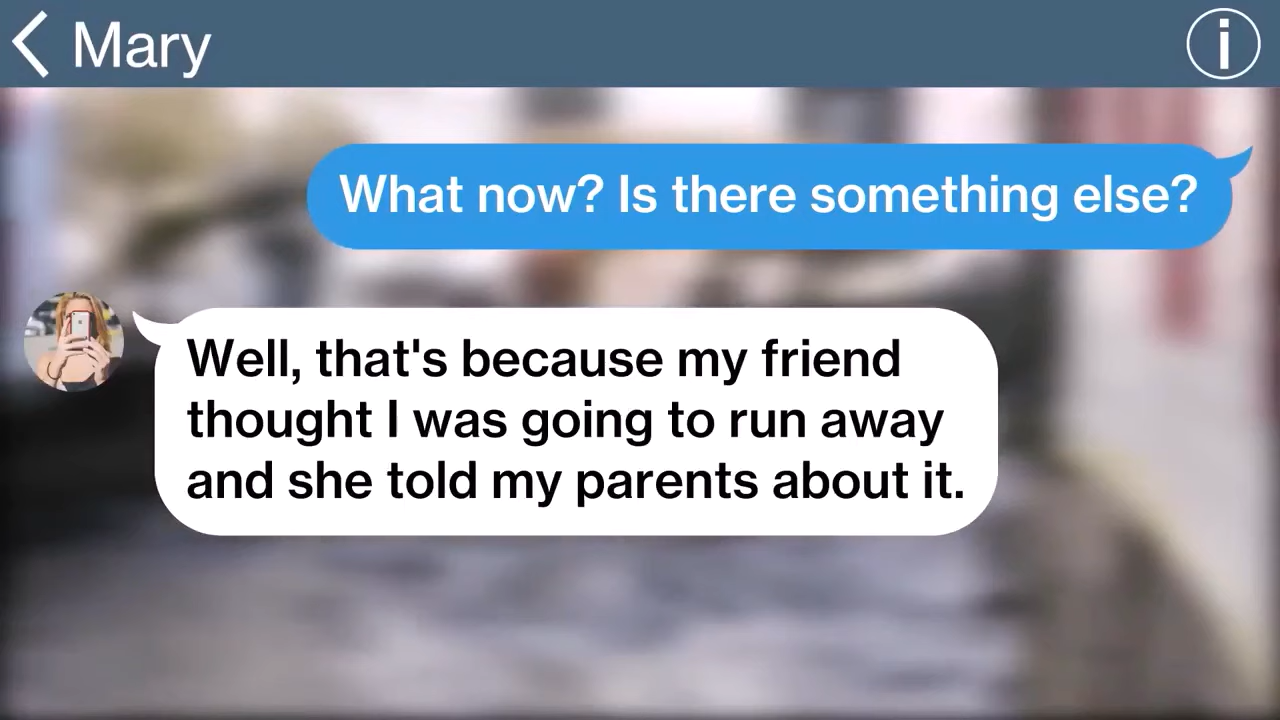 Mary
What now? Is there something else?
Well, that's because my friend
thought I was going to run away
and she told my parents about it.